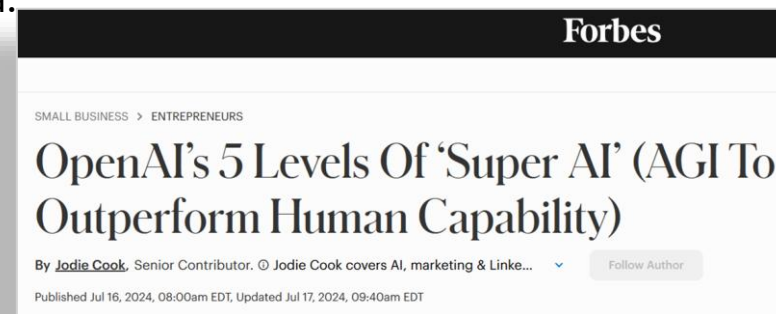 Forbes
SMALL BUSINESS > ENTREPRENEURS
OpenAI's 5 Levels Of 'Super AI' (AGI To
Outperform Human Capability)
By Jodie Cook, Senior Contributor. ⓘ Jodie Cook covers AI, marketing & Linke... Follow Author
Published Jul 16, 2024, 08:00am EDT, Updated Jul 17, 2024, 09:40am EDT